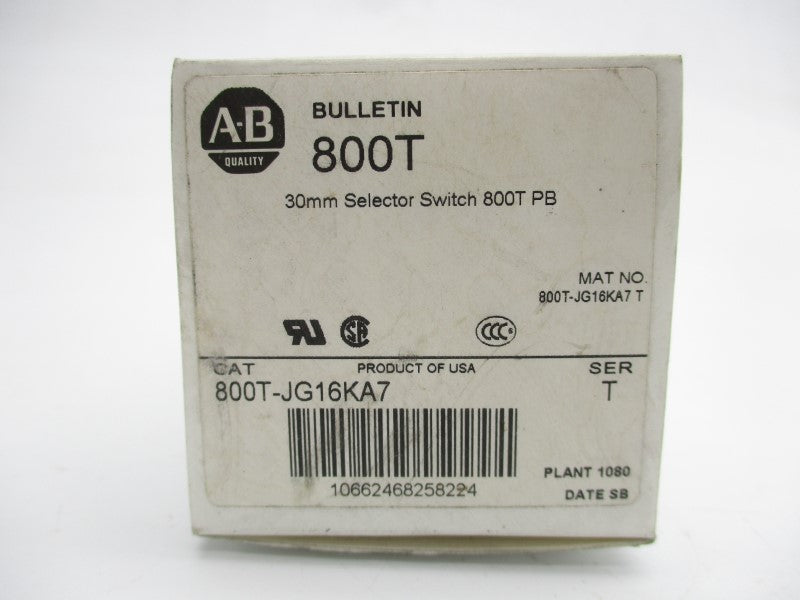 A-B
QUALITY
BULLETIN
800T
30mm Selector Switch 800T PB
MAT NO.
800T-JG16KA7 T
CAT
PRODUCT OF USA
SER
800T-JG16KA7
T
10662468258224
PLANT 1080
DATE SB